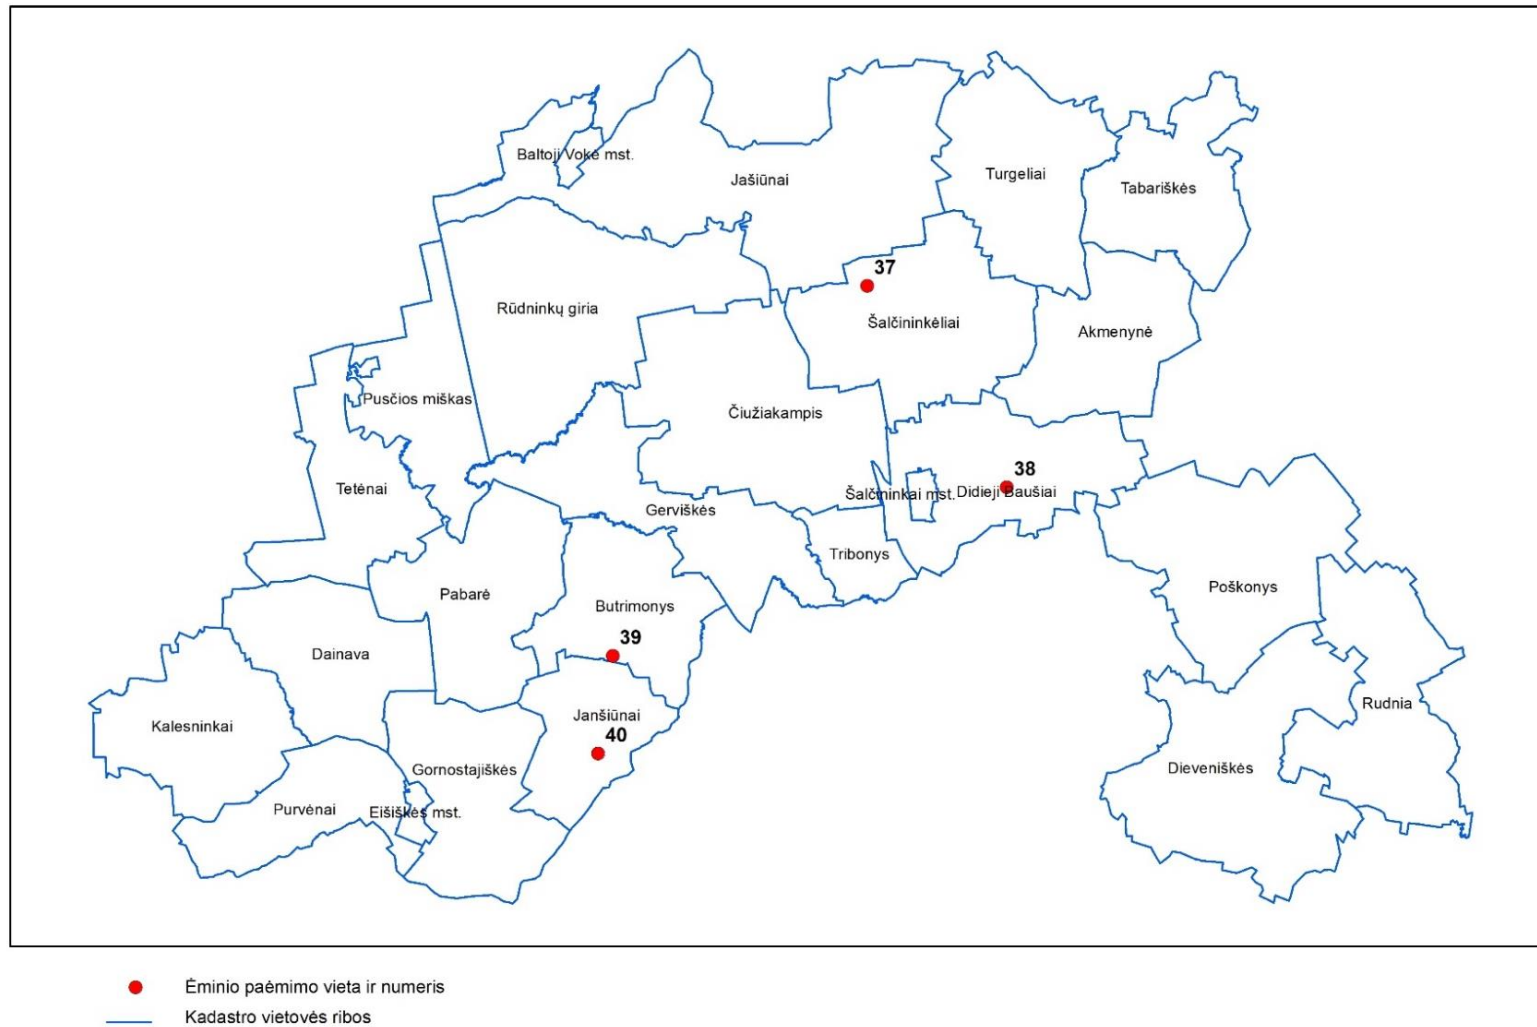 Baltoji Vokė mst.
Jašiūnai
Turgeliai
Tabariškės
37
Rūdninkų giria
Šalčininkėliai
Akmenynė
Pusčios miškas
Čiužiakampis
38
Tetėnai
Šalčininkai mst.
Didieji Baušiai
Gerviškės
Tribonys
Poškonys
Pabarė
Butrimonys
39
Dainava
Rudnia
Janšiūnai
Kalesninkai
40
Gornostajiškės
Dieveniškės
Purvėnai
Eišiškės mst.
Ėminio paėmimo vieta ir numeris
Kadastro vietovės ribos